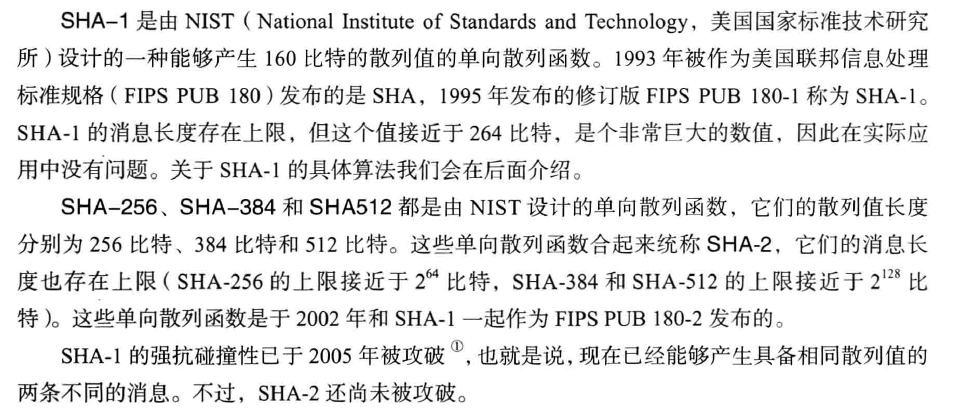 SHA-1 是由 NIST（National Institute of Standards and Technology，美国国家标准技术研究
所）设计的一种能够产生 160 比特的散列值的单向散列函数。1993 年被作为美国联邦信息处理
标准规格（FIPS PUB 180）发布的是 SHA，1995 年发布的修订版 FIPS PUB 180-1 称为 SHA-1。
SHA-1 的消息长度存在上限，但这个值接近于 264 比特，是个非常巨大的数值，因此在实际应
用中没有问题。关于 SHA-1 的具体算法我们会在后面介绍。
SHA-256、SHA-384 和 SHA512 都是由 NIST 设计的单向散列函数，它们的散列值长度
分别为 256 比特、384 比特和 512 比特。这些单向散列函数合起来统称 SHA-2，它们的消息长
度也存在上限（SHA-256 的上限接近于 2⁶⁴ 比特，SHA-384 和 SHA-512 的上限接近于 2¹²⁸ 比
特）。这些单向散列函数是于 2002 年和 SHA-1 一起作为 FIPS PUB 180-2 发布的。
SHA-1 的强抗碰撞性已于 2005 年被攻破①，也就是说，现在已经能够产生具备相同散列值的
两条不同的消息。不过，SHA-2 还尚未被攻破。